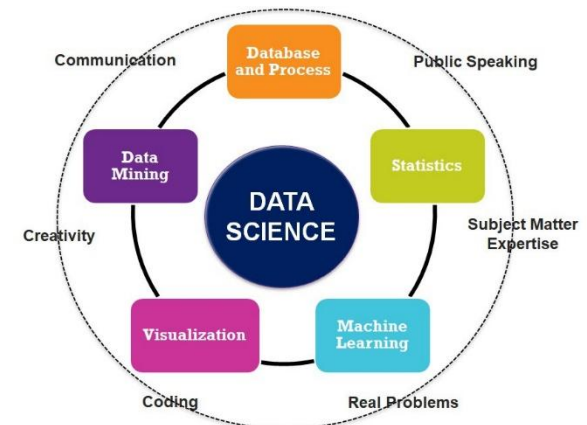 Database
and Process
Communication
Public Speaking
Data
Mining
Statistics
DATA
SCIENCE
Creativity
Subject Matter
Expertise
Visualization
Machine
Learning
Coding
Real Problems